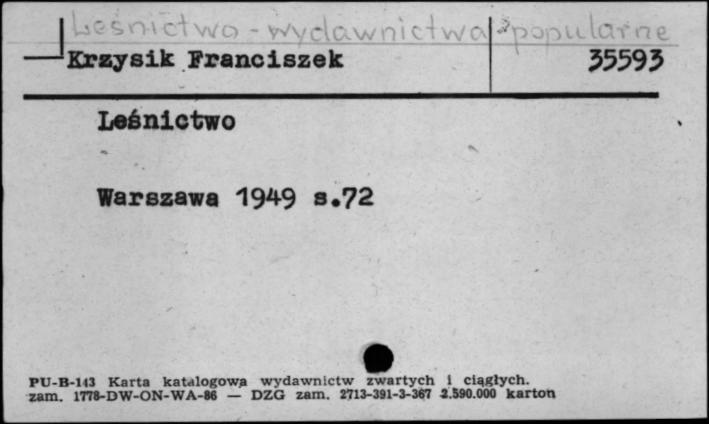 Leśnictwo - wydawnictwa popularne
Krzysik Franciszek 35593
Leśnictwo
Warszawa 1949 s.72
PU-B-143 Karta katalogowa wydawnictw zwartych i ciągłych.
zam. 1778-DW-ON-WA-86 — DZG zam. 2713-391-3-367 2.590.000 karton